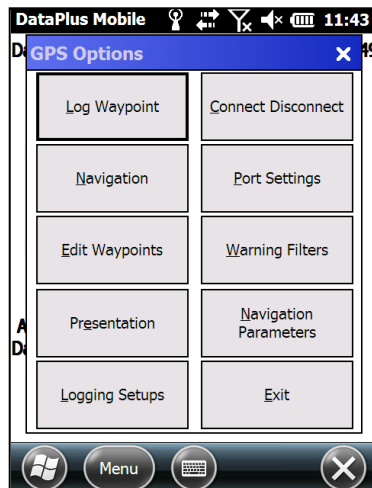 DataPlus Mobile 11:43
GPS Options
Log Waypoint
Connect Disconnect
Navigation
Port Settings
Edit Waypoints
Warning Filters
Presentation
Navigation
Parameters
Logging Setups
Exit
Menu